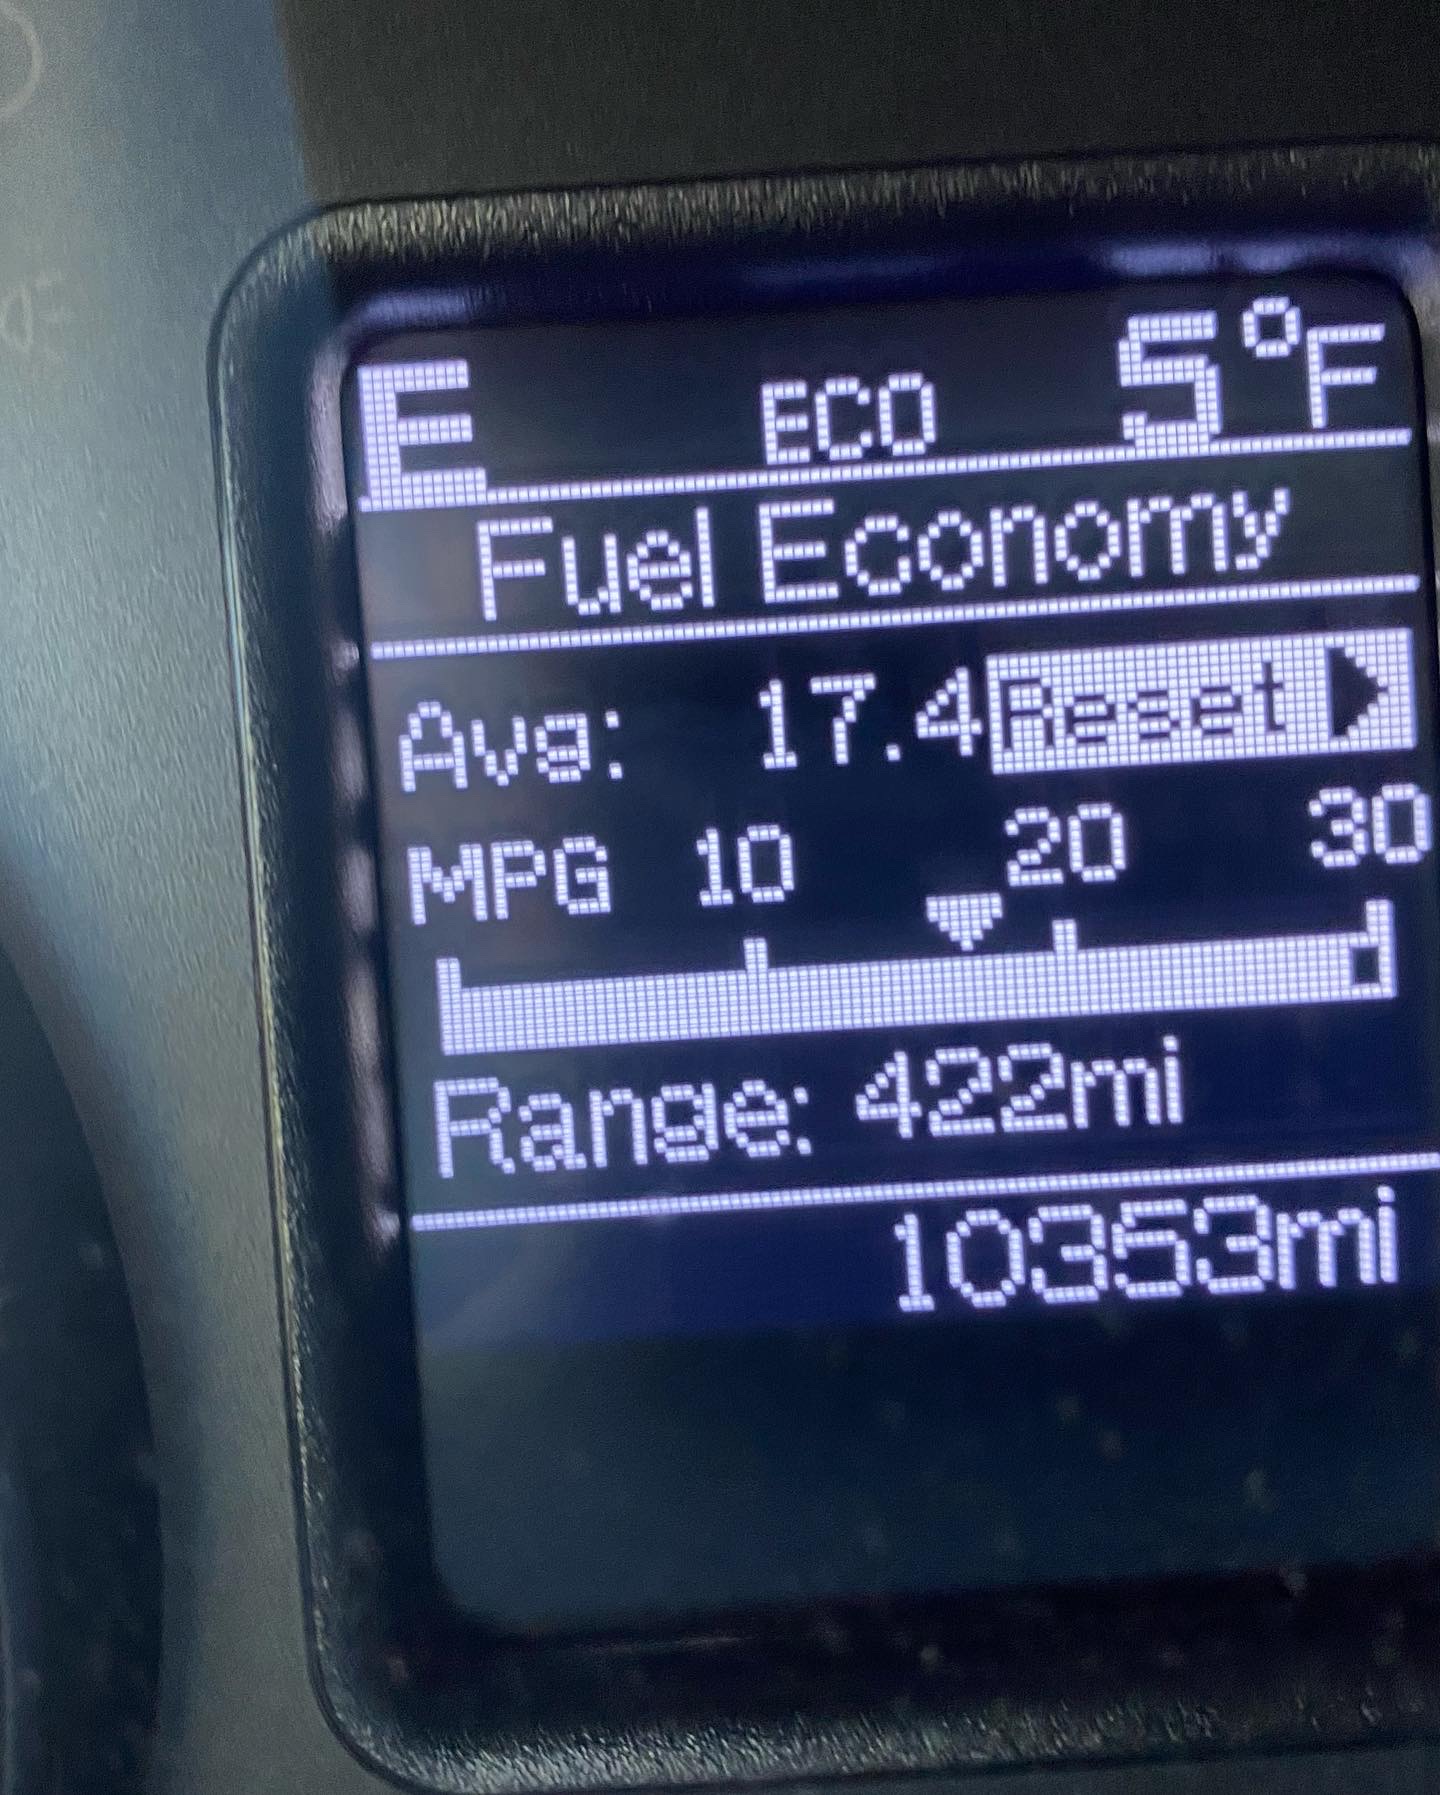 E ECO 5°F
Fuel Economy
Avg: 17.4 Reset
MPG 10 20 30
Range: 422mi
10353mi